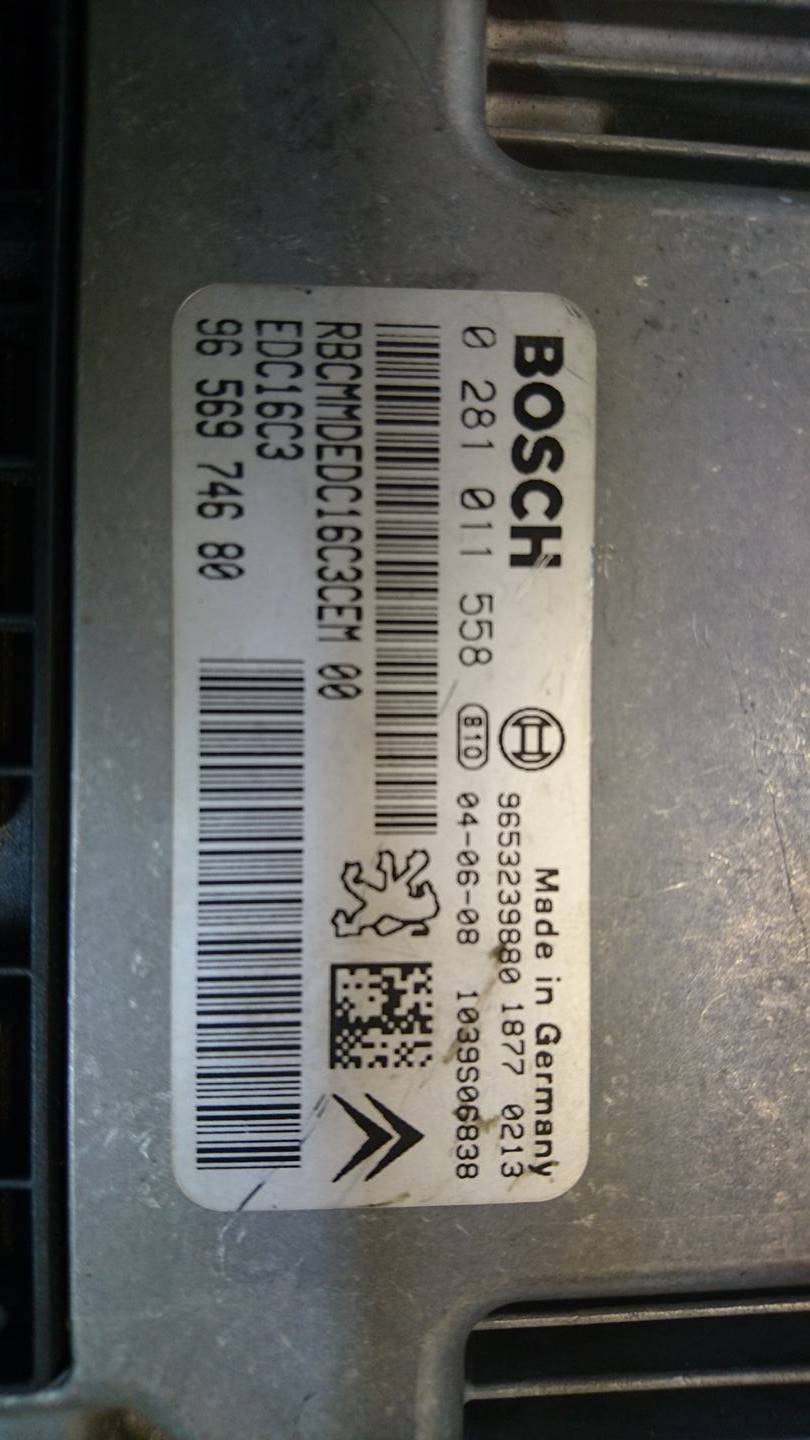 BOSCH
Made in Germany
9653239880 1877 0213
0 281 011 558 810 04-06-08 1039S06838
RBCMMDEDC16C3CEM 00
EDC16C3
96 569 746 80